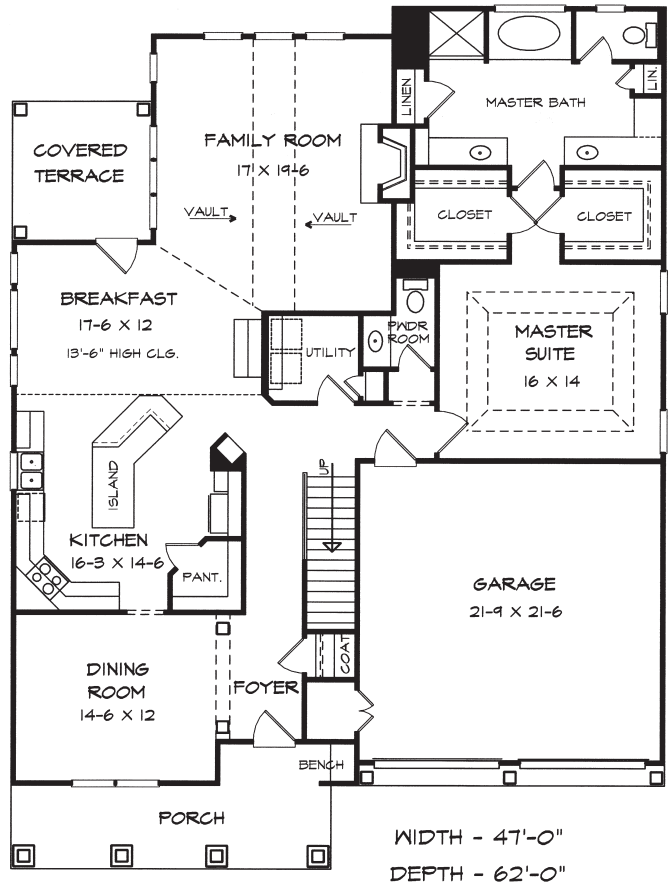 LINEN
LIN.
MASTER BATH
COVERED
TERRACE
FAMILY ROOM
17 X 19-6
VAULT
VAULT
CLOSET
CLOSET
BREAKFAST
17-6 X 12
13'-6" HIGH CLG.
UTILITY
PWDR
ROOM
MASTER
SUITE
16 X 14
ISLAND
UP
KITCHEN
16-3 X 14-6
PANT.
GARAGE
21-9 X 21-6
COAT
DINING
ROOM
14-6 X 12
FOYER
BENCH
PORCH
WIDTH - 47'-0"
DEPTH - 62'-0"